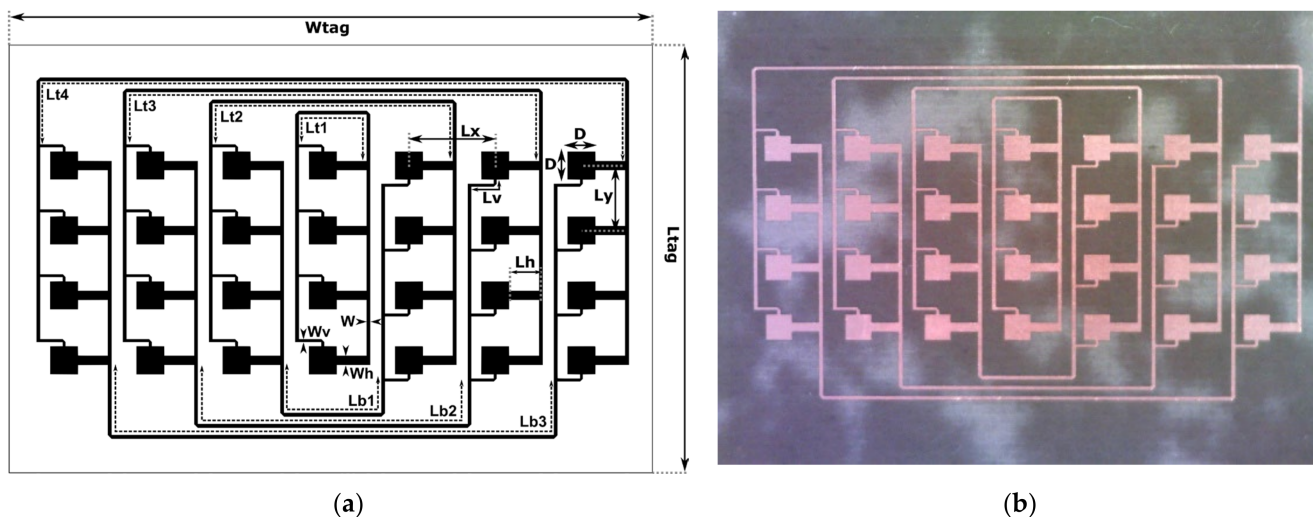 Wtag
Lt4
Lt3
Lt2
Lt1
Lx
D
D
Lv
Ly
Ltag
Lh
W
Wv
Wh
Lb1
Lb2
Lb3
(a)
(b)